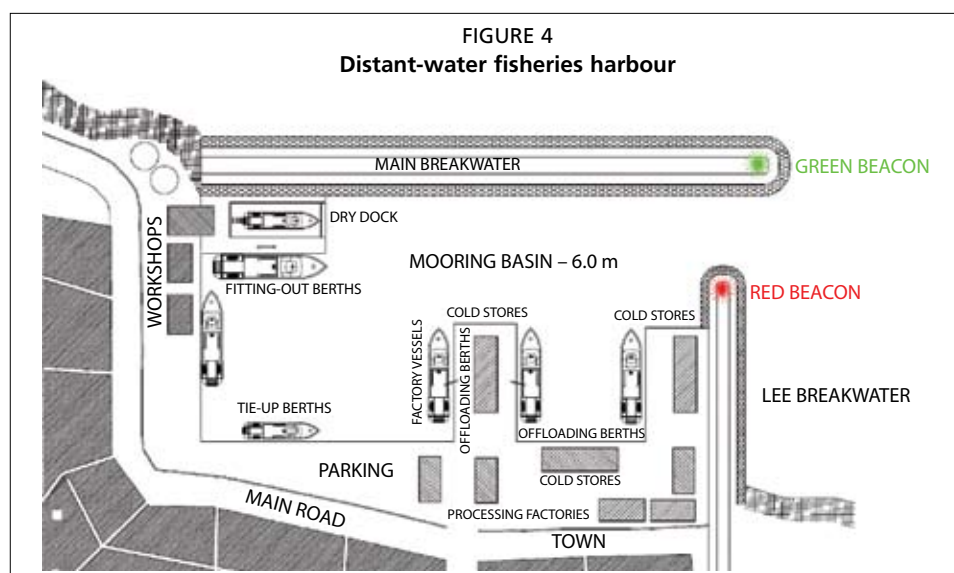 FIGURE 4
Distant-water fisheries harbour
MAIN BREAKWATER
GREEN BEACON
DRY DOCK
WORKSHOPS
MOORING BASIN – 6.0 m
FITTING-OUT BERTHS
RED BEACON
COLD STORES
COLD STORES
FACTORY VESSELS
OFFLOADING BERTHS
LEE BREAKWATER
TIE-UP BERTHS
OFFLOADING BERTHS
PARKING
COLD STORES
MAIN ROAD
PROCESSING FACTORIES
TOWN